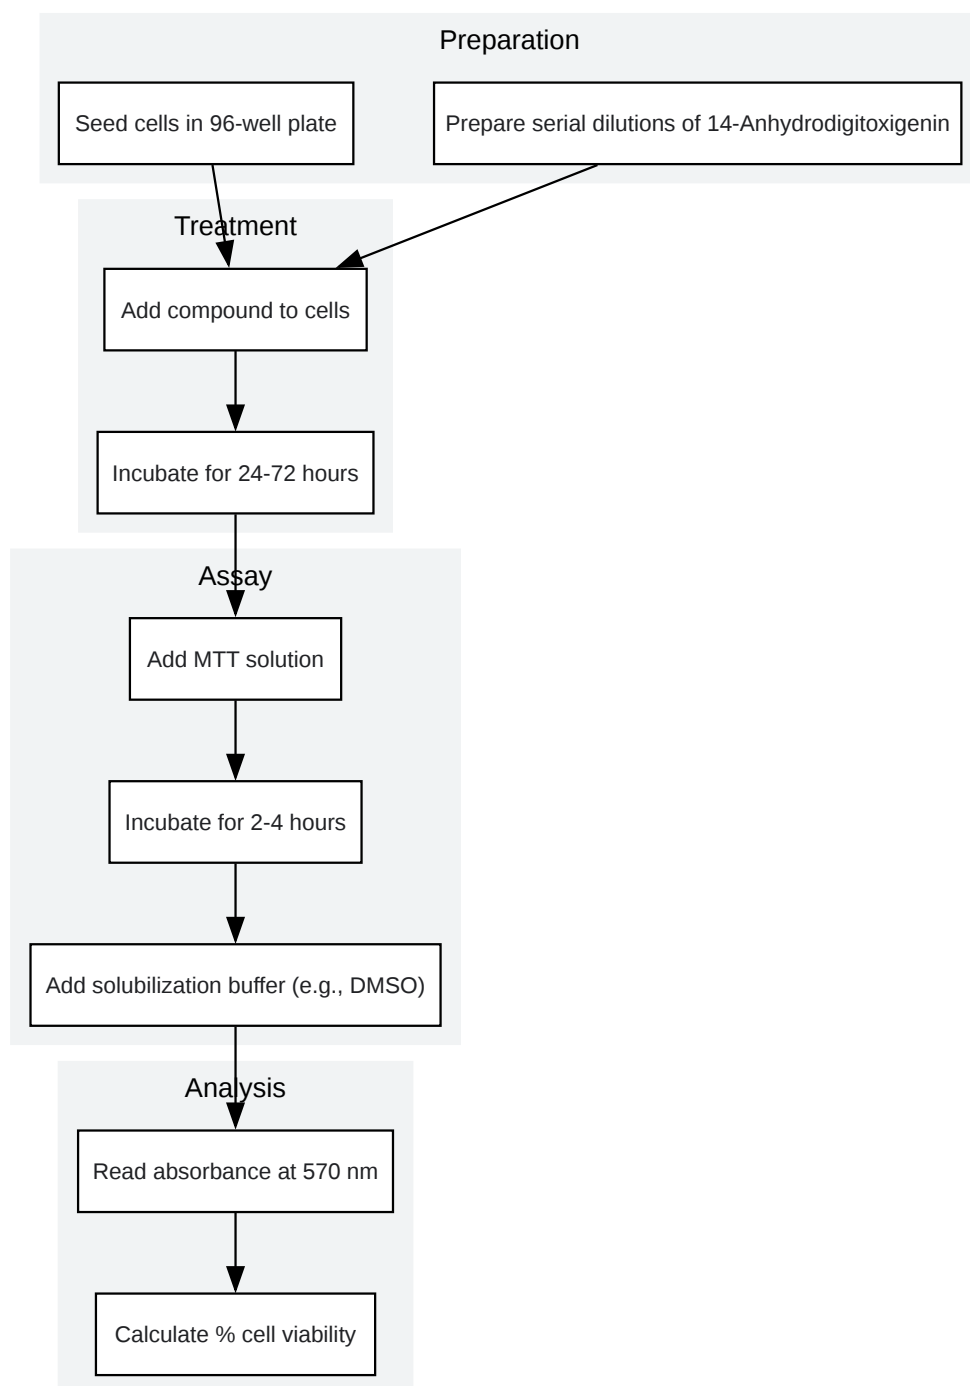 Preparation
Seed cells in 96-well plate
Prepare serial dilutions of 14-Anhydrodigitoxigenin
Treatment
Add compound to cells
Incubate for 24-72 hours
Assay
Add MTT solution
Incubate for 2-4 hours
Add solubilization buffer (e.g., DMSO)
Analysis
Read absorbance at 570 nm
Calculate % cell viability